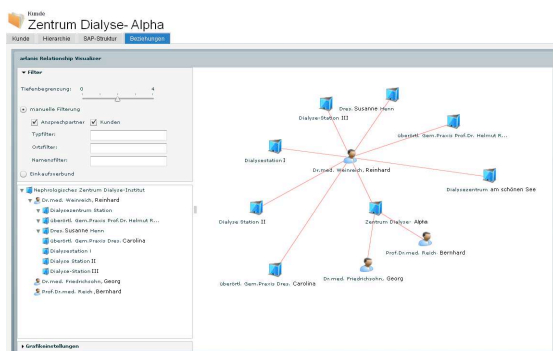 Kunde
Zentrum Dialyse- Alpha
Kunde Hierarchie SAP-Struktur Beziehungen
aelanic Relationship Visualiser
Filter
Tiefenbegrenzung: 0 4
manuelle Filterung
Ansprechpartner Kunden
Typfilter:
Ortsfilter:
Namensfilter:
Einkaufsverbund
Nephrologisches Zentrum Dialyse-Institut
Dr.med. Weinreich, Reinhard
Dialysezentrum Station
überörtl. Gem.Praxis Prof.Dr. Helmut R...
Dres. Susanne Henn
überörtl. Gem.Praxis Dres. Carolina
Dialysestation I
Dialyse Station II
Dialyse-Station III
Dr.med. Friedrichsohn, Georg
Prof.Dr.med. Reich, Bernhard
Grafikeinstellungen
Dres. Susanne Henn
Dialyse-Station III
überörtl. Gem.Praxis Prof.Dr. Helmut R...
Dialysestation I
Dr.med. Weinreich, Reinhard
Dialysezentrum am schönen See
Dialyse Station II
Zentrum Dialyse- Alpha
Prof.Dr.med. Reich- Bernhard
Dr.med. Friedrichsohn, Georg
überörtl. Gem.Praxis Dres. Carolina